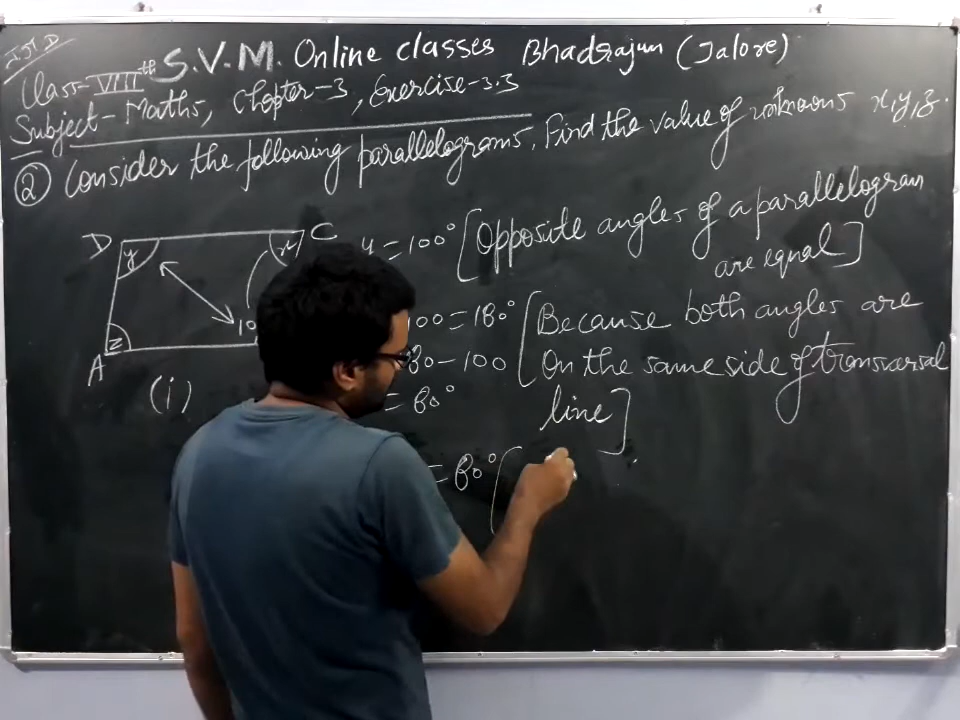 Class-VIIIth S.V.M. Online classes Bhadrajun (Jalore)
Subject-Maths, Chapter-3, Exercise-3.3
② Consider the following parallelograms. Find the value of unknowns x,y,z.
D C
y x
z 10
A
(i)
y = 100° [Opposite angles of a parallelogram
are equal]
100 = 180° [Because both angles are
80 - 100 On the same side of transversal
= 80° line].
= 80° (